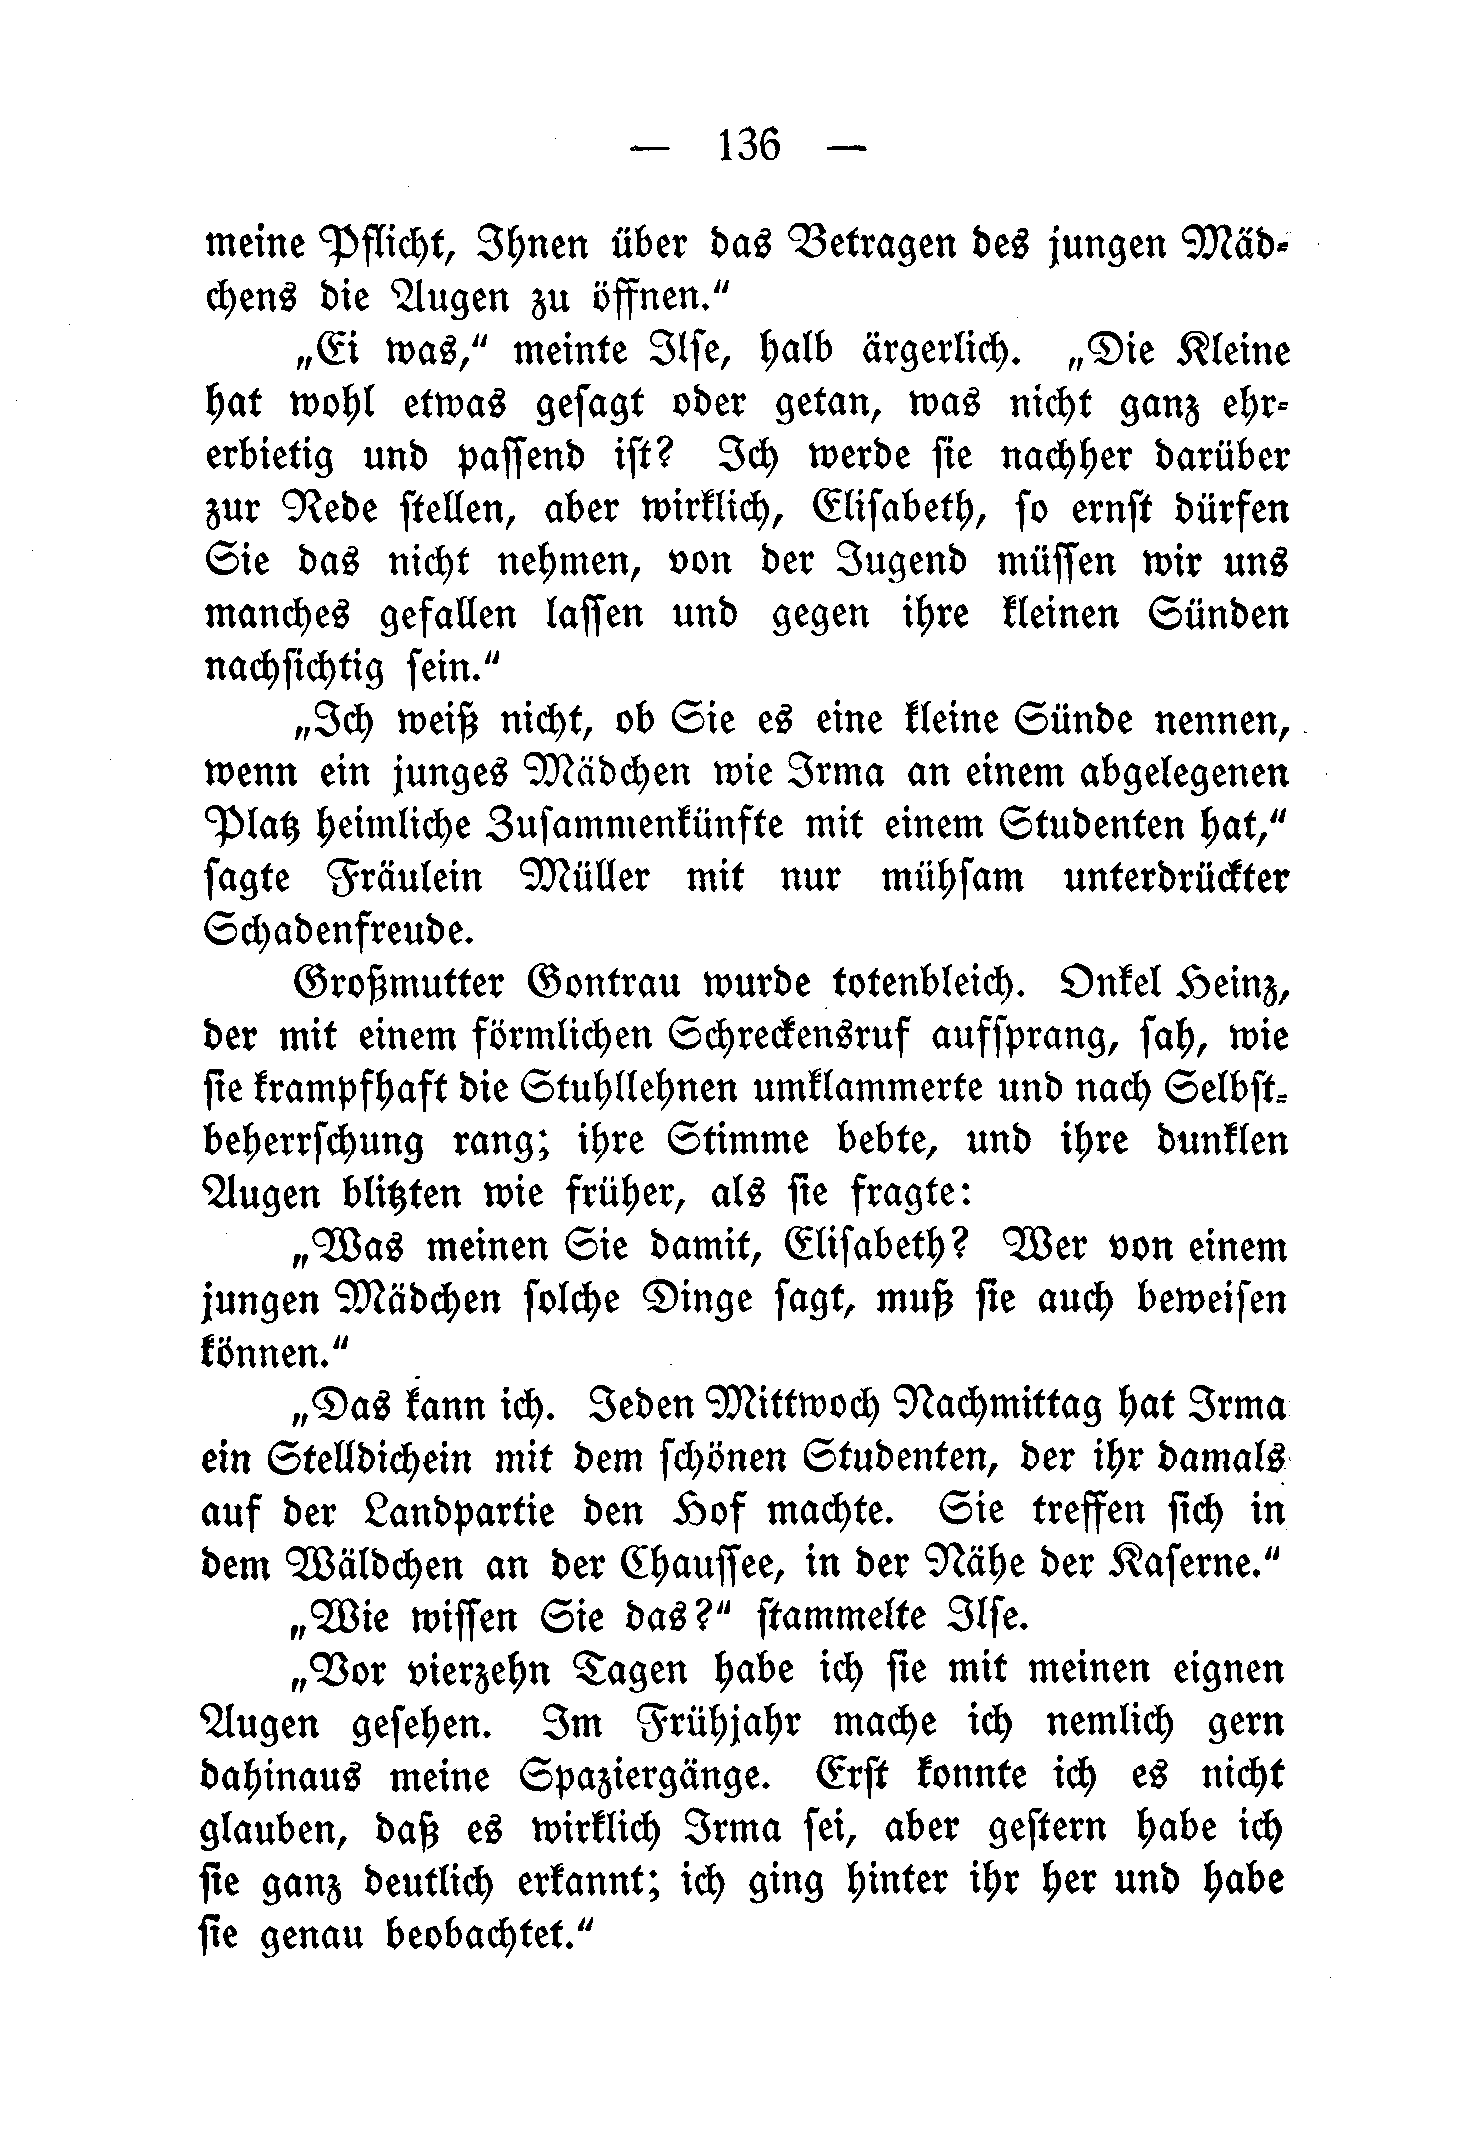 — 136 —
meine Pflicht, Ihnen über das Betragen des jungen Mäd-
chens die Augen zu öffnen.“
„Ei was,“ meinte Ilse, halb ärgerlich. „Die Kleine
hat wohl etwas gesagt oder getan, was nicht ganz ehr-
erbietig und passend ist? Ich werde sie nachher darüber
zur Rede stellen, aber wirklich, Elisabeth, so ernst dürfen
Sie das nicht nehmen, von der Jugend müssen wir uns
manches gefallen lassen und gegen ihre kleinen Sünden
nachsichtig sein.“
„Ich weiß nicht, ob Sie es eine kleine Sünde nennen,
wenn ein junges Mädchen wie Irma an einem abgelegenen
Platz heimliche Zusammenkünfte mit einem Studenten hat,“
sagte Fräulein Müller mit nur mühsam unterdrückter
Schadenfreude.
Großmutter Gontrau wurde totenbleich. Onkel Heinz,
der mit einem förmlichen Schreckensruf aufsprang, sah, wie
sie krampfhaft die Stuhllehnen umklammerte und nach Selbst-
beherrschung rang; ihre Stimme bebte, und ihre dunklen
Augen blitzten wie früher, als sie fragte:
„Was meinen Sie damit, Elisabeth? Wer von einem
jungen Mädchen solche Dinge sagt, muß sie auch beweisen
können.“
„Das kann ich. Jeden Mittwoch Nachmittag hat Irma
ein Stelldichein mit dem schönen Studenten, der ihr damals
auf der Landpartie den Hof machte. Sie treffen sich in
dem Wäldchen an der Chaussee, in der Nähe der Kaserne.“
„Wie wissen Sie das?“ stammelte Ilse.
„Vor vierzehn Tagen habe ich sie mit meinen eignen
Augen gesehen. Im Frühjahr mache ich nemlich gern
dahinaus meine Spaziergänge. Erst konnte ich es nicht
glauben, daß es wirklich Irma sei, aber gestern habe ich
sie ganz deutlich erkannt; ich ging hinter ihr her und habe
sie genau beobachtet.“